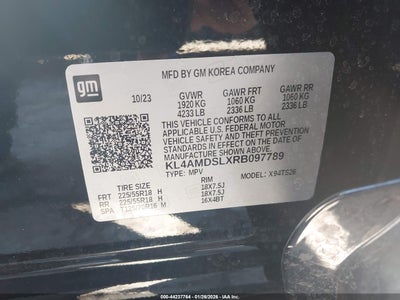 gm
MFD BY GM KOREA COMPANY
10/23 GVWR GAWR FRT GAWR RR
1920 KG 1060 KG 1060 KG
4233 LB 2336 LB 2336 LB
THIS VEHICLE CONFORMS TO ALL
APPLICABLE U.S. FEDERAL MOTOR
VEHICLE SAFETY AND THEFT PREVENTION
STANDARDS IN EFFECT ON THE DATE OF
MANUFACTURE SHOWN ABOVE.
KL4AMDSLXRB097789
TYPE: MPV MODEL: X94TS26
TIRE SIZE RIM
FRT 225/55R18 H 18X7.5J
RR 225/55R18 H 18X7.5J
SPA M 16X4BT
000-44237764 - 01/26/2026 - IAA